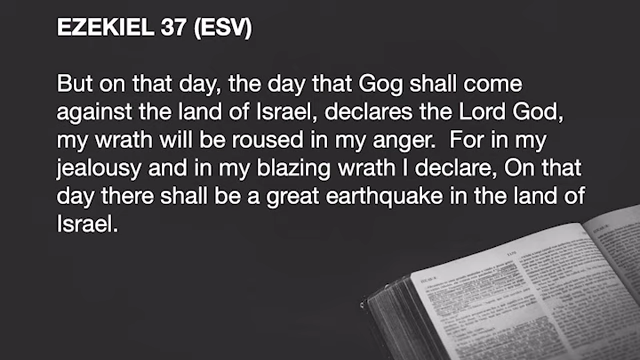 EZEKIEL 37 (ESV)
But on that day, the day that Gog shall come
against the land of Israel, declares the Lord God,
my wrath will be roused in my anger.  For in my
jealousy and in my blazing wrath I declare, On that
day there shall be a great earthquake in the land of
Israel.